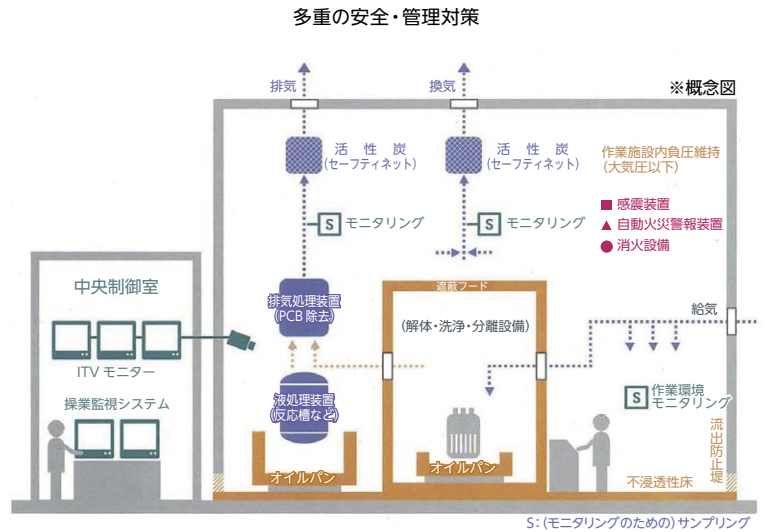 多重の安全・管理対策
※概念図
排気
換気
活性炭
(セーフティネット)
活性炭
(セーフティネット)
作業施設内負圧維持
(大気圧以下)
■ 感震装置
▲ 自動火災警報装置
● 消火設備
S モニタリング
S モニタリング
中央制御室
排気処理装置
(PCB 除去)
遮蔽フード
(解体・洗浄・分離設備)
給気
ITV モニター
操業監視システム
液処理装置
(反応槽など)
S 作業環境
モニタリング
オイルパン
オイルパン
不浸透性床
流出防止堤
S：(モニタリングのための) サンプリング